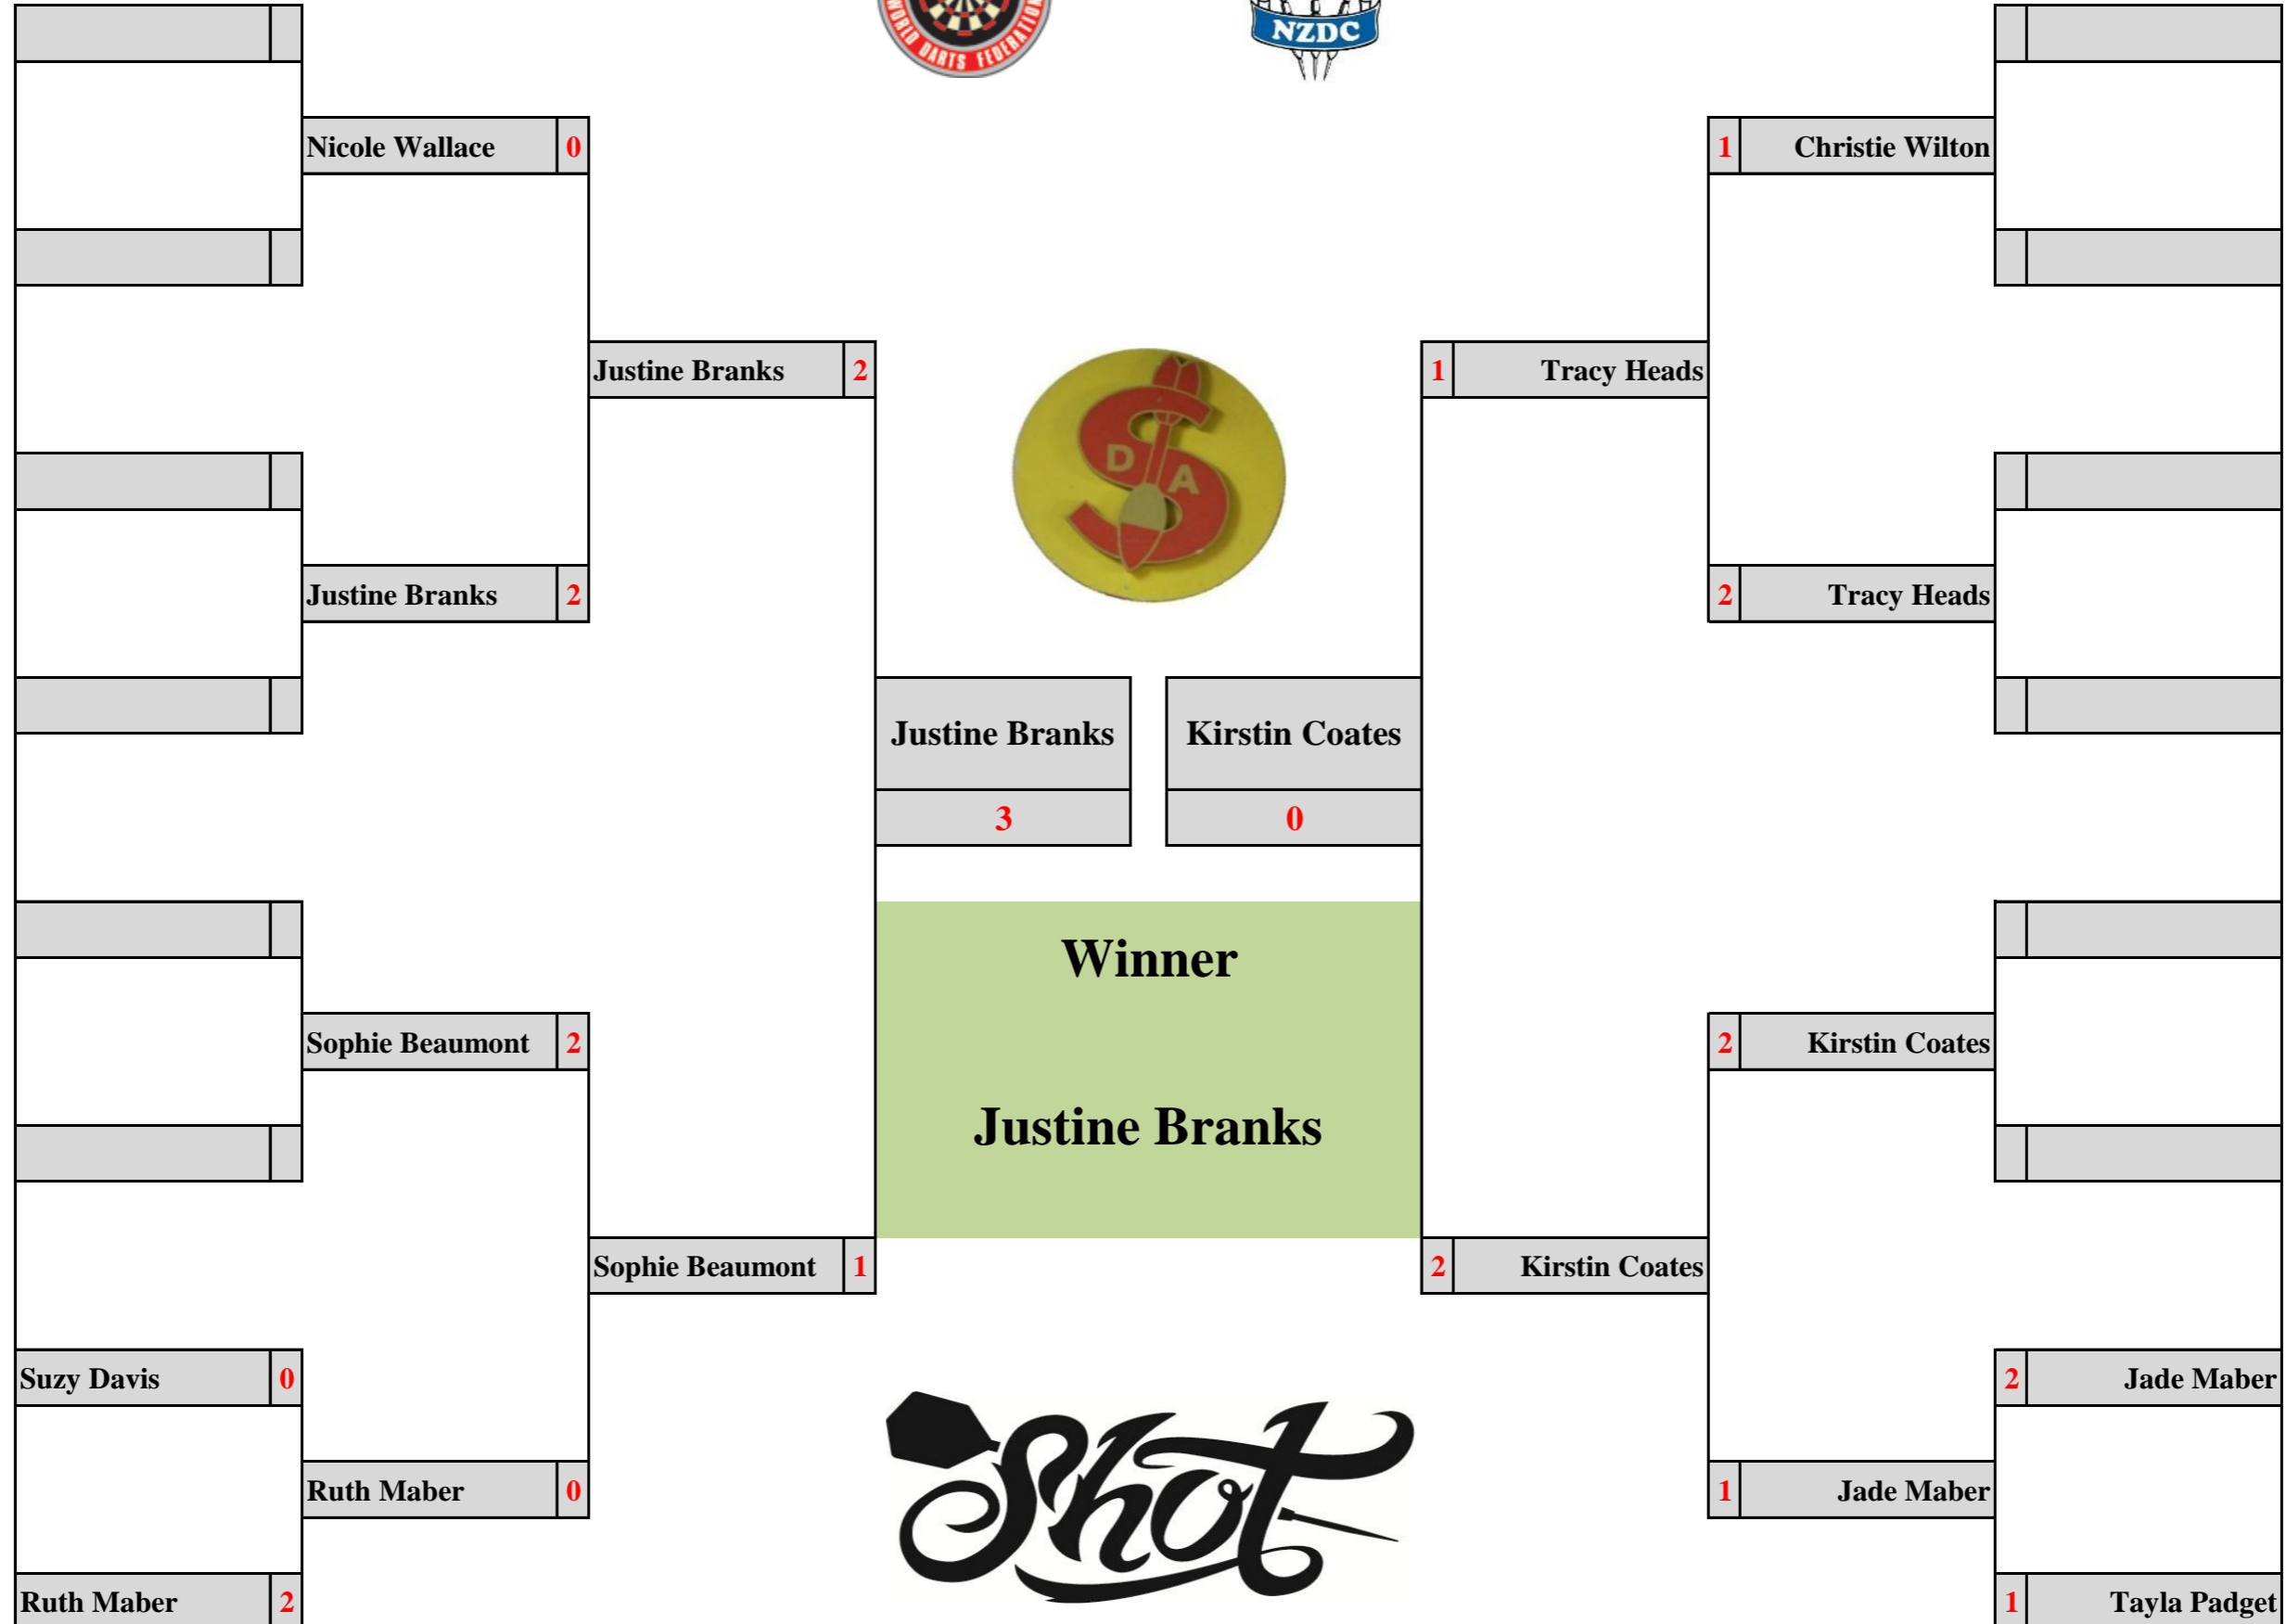 WORLD DARTS FEDERATION
NZDC
Nicole Wallace 0
1 Christie Wilton
Justine Branks 2
1 Tracy Heads
D A
Justine Branks 2
2 Tracy Heads
Justine Branks
Kirstin Coates
3
0
Winner
Justine Branks
Sophie Beaumont 2
2 Kirstin Coates
Sophie Beaumont 1
2 Kirstin Coates
Suzy Davis 0
2 Jade Maber
Shot
Ruth Maber 0
1 Jade Maber
Ruth Maber 2
1 Tayla Padget